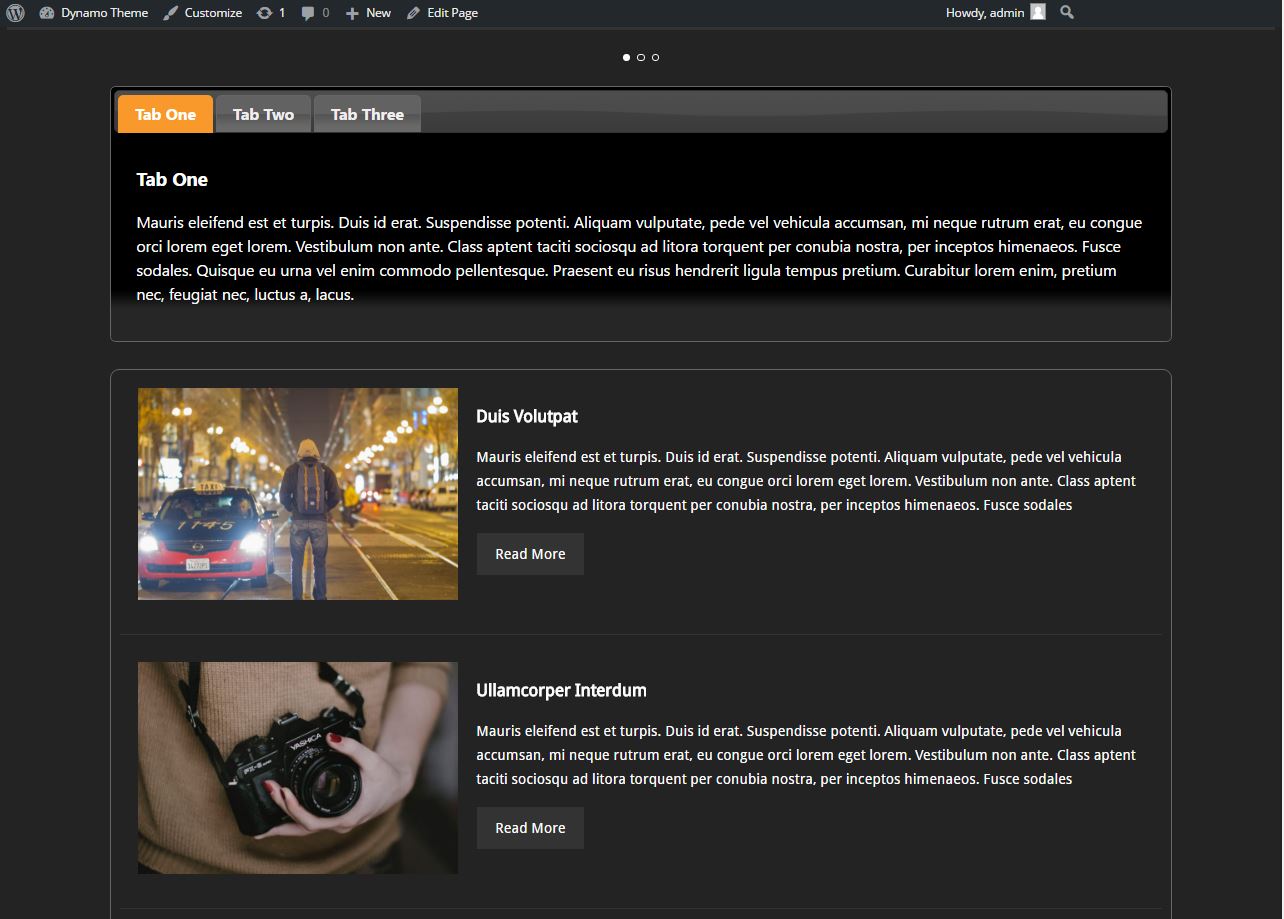 Dynamo Theme Customize 1 0 New Edit Page Howdy, admin
Tab One Tab Two Tab Three
Tab One
Mauris eleifend est et turpis. Duis id erat. Suspendisse potenti. Aliquam vulputate, pede vel vehicula accumsan, mi neque rutrum erat, eu congue
orci lorem eget lorem. Vestibulum non ante. Class aptent taciti sociosqu ad litora torquent per conubia nostra, per inceptos himenaeos. Fusce
sodales. Quisque eu urna vel enim commodo pellentesque. Praesent eu risus hendrerit ligula tempus pretium. Curabitur lorem enim, pretium
nec, feugiat nec, luctus a, lacus.
TAXI
1145
Duis Volutpat
Mauris eleifend est et turpis. Duis id erat. Suspendisse potenti. Aliquam vulputate, pede vel vehicula
accumsan, mi neque rutrum erat, eu congue orci lorem eget lorem. Vestibulum non ante. Class aptent
taciti sociosqu ad litora torquent per conubia nostra, per inceptos himenaeos. Fusce sodales
Read More
YASHICA
Ullamcorper Interdum
Mauris eleifend est et turpis. Duis id erat. Suspendisse potenti. Aliquam vulputate, pede vel vehicula
accumsan, mi neque rutrum erat, eu congue orci lorem eget lorem. Vestibulum non ante. Class aptent
taciti sociosqu ad litora torquent per conubia nostra, per inceptos himenaeos. Fusce sodales
Read More